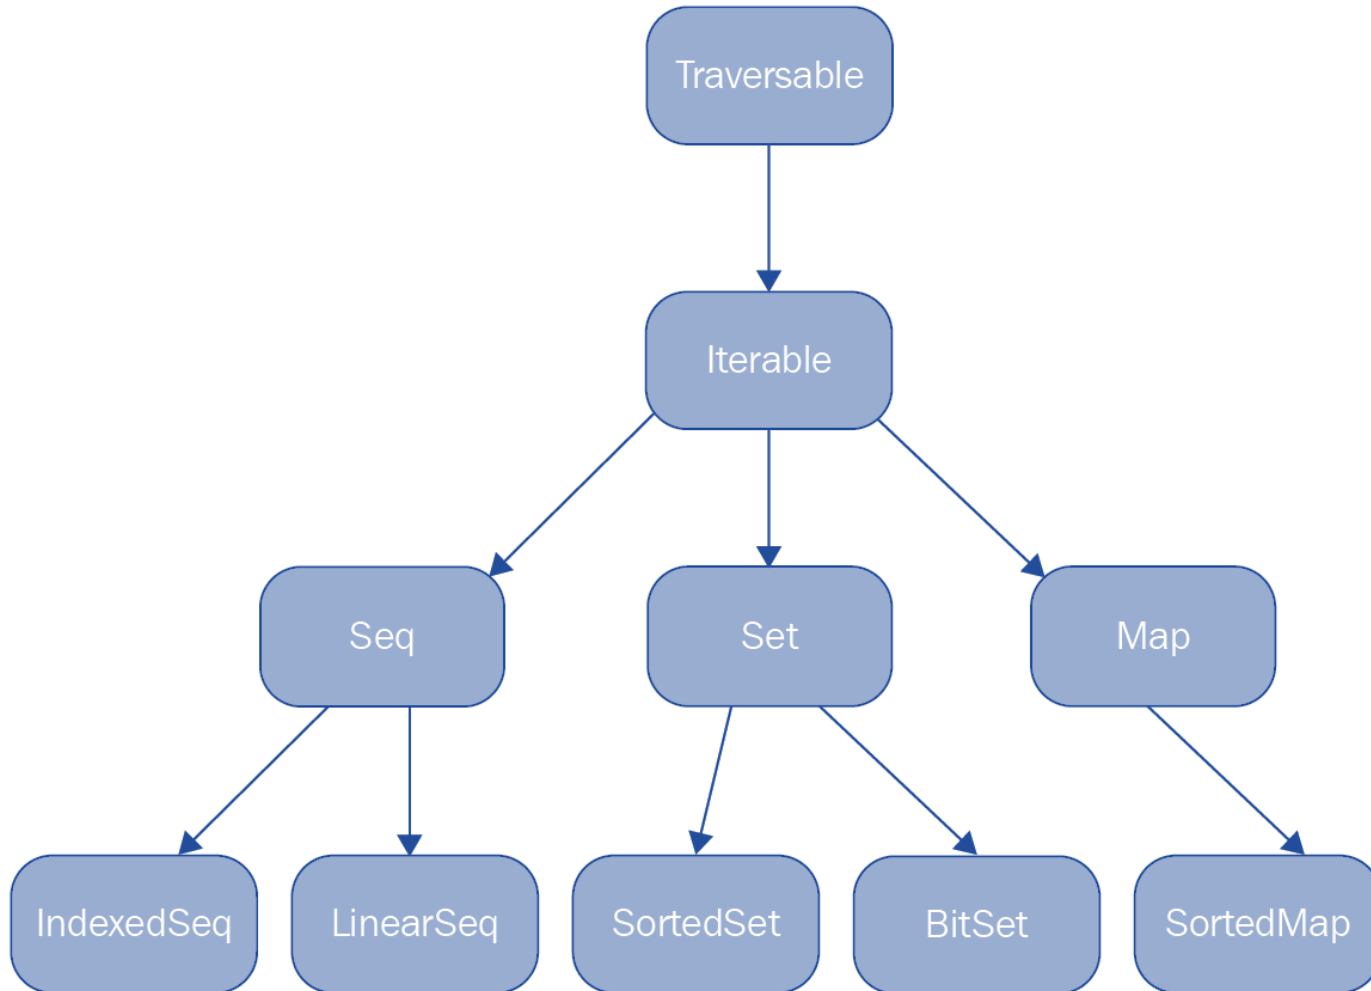 Traversable
Iterable
Seq
Set
Map
IndexedSeq
LinearSeq
SortedSet
BitSet
SortedMap